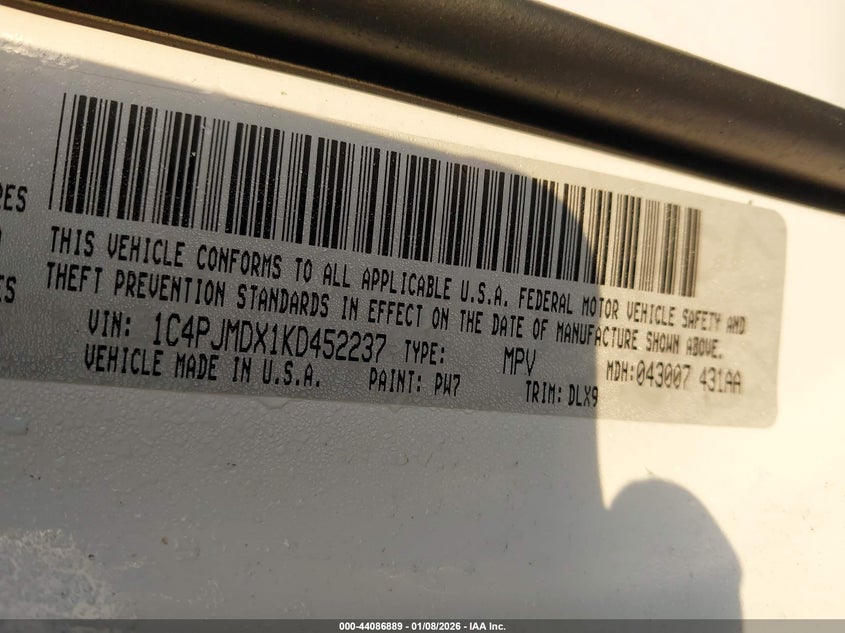 RES
ES
THIS VEHICLE CONFORMS TO ALL APPLICABLE U.S.A. FEDERAL MOTOR VEHICLE SAFETY AND
THEFT PREVENTION STANDARDS IN EFFECT ON THE DATE OF MANUFACTURE SHOWN ABOVE.
VIN: 1C4PJMDX1KD452237 TYPE: MPV MDH:043007 431AA
VEHICLE MADE IN U.S.A. PAINT: PW7 TRIM: DLX9
000-44086889 - 01/08/2026 - IAA Inc.